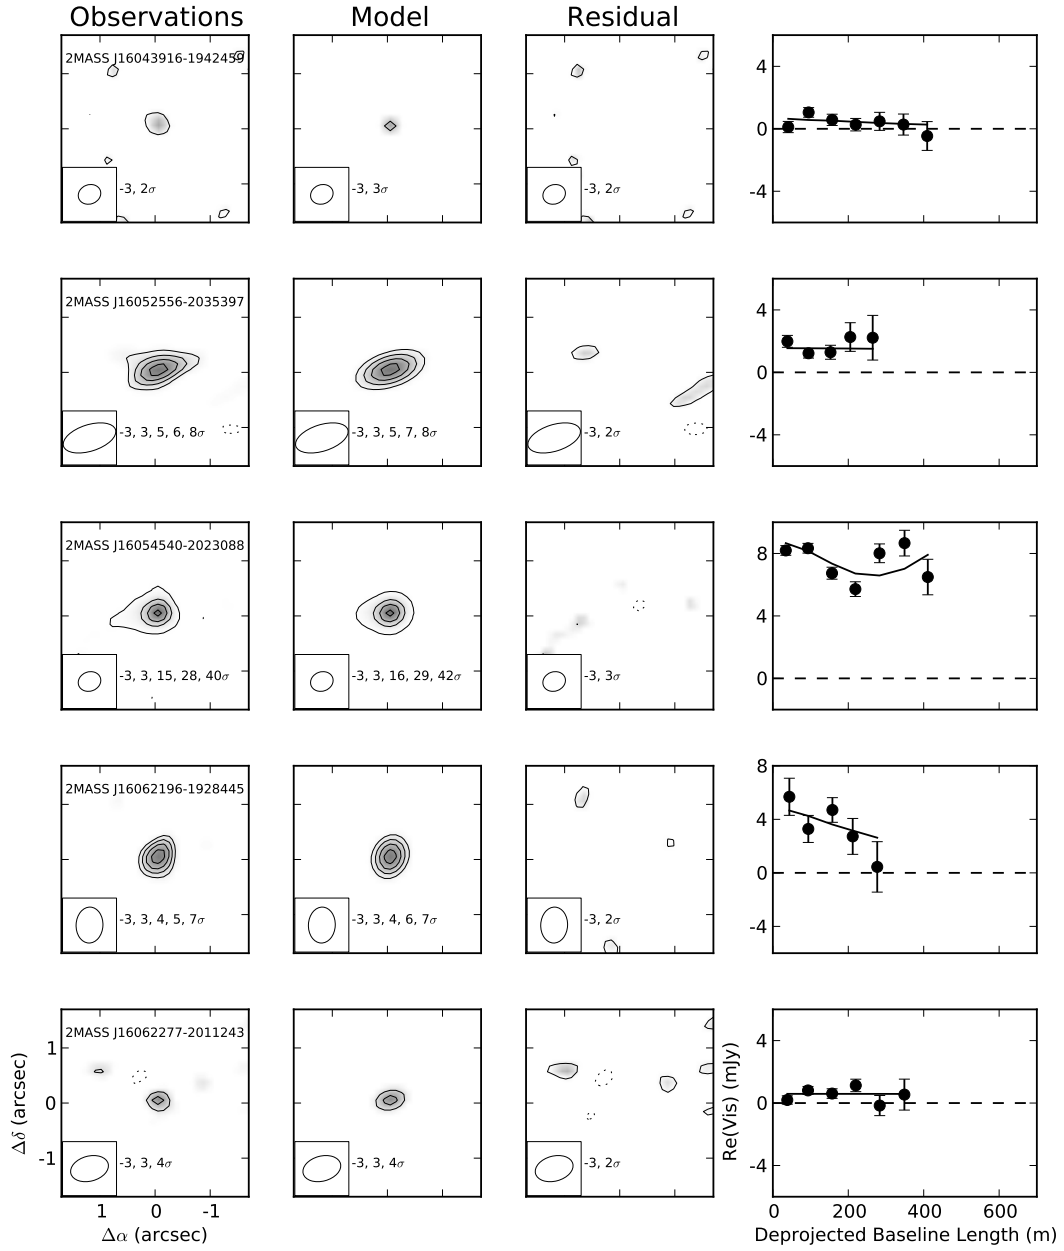 Observations Model Residual
2MASS J16043916-1942459
-3, 2σ
-3, 3σ
-3, 2σ
4
0
-4
2MASS J16052556-2035397
-3, 3, 5, 6, 8σ
-3, 3, 5, 7, 8σ
-3, 2σ
4
0
-4
2MASS J16054540-2023088
-3, 3, 15, 28, 40σ
-3, 3, 16, 29, 42σ
-3, 3σ
8
4
0
2MASS J16062196-1928445
-3, 3, 4, 5, 7σ
-3, 3, 4, 6, 7σ
-3, 2σ
8
4
0
-4
2MASS J16062277-2011243
-3, 3, 4σ
-3, 3, 4σ
-3, 2σ
Δδ (arcsec)
1
0
-1
1 0 -1
Δα (arcsec)
Re(Vis) (mJy)
4
0
-4
0 200 400 600
Deprojected Baseline Length (m)